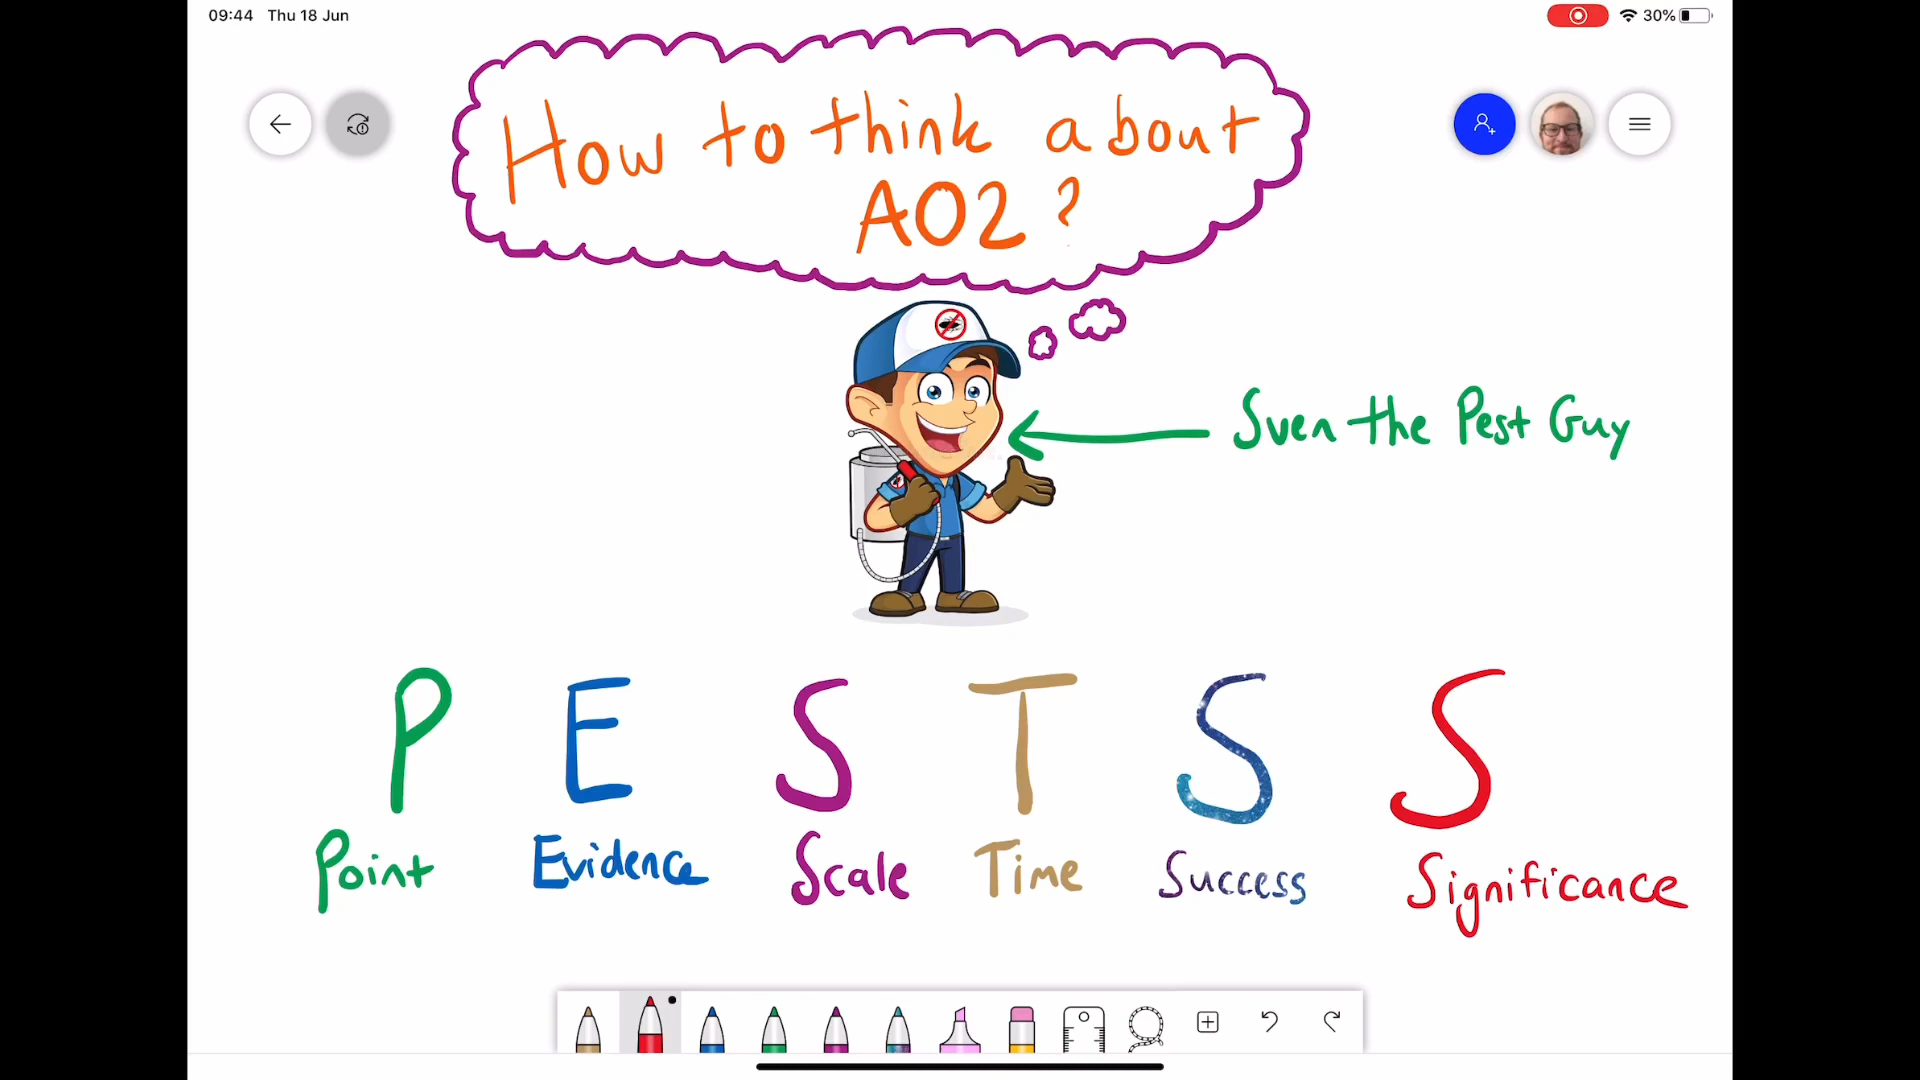 09:44 Thu 18 Jun
30%
How to think about
AO2?
Sven the Pest Guy
P E S T S S
Point Evidence Scale Time Success Significance